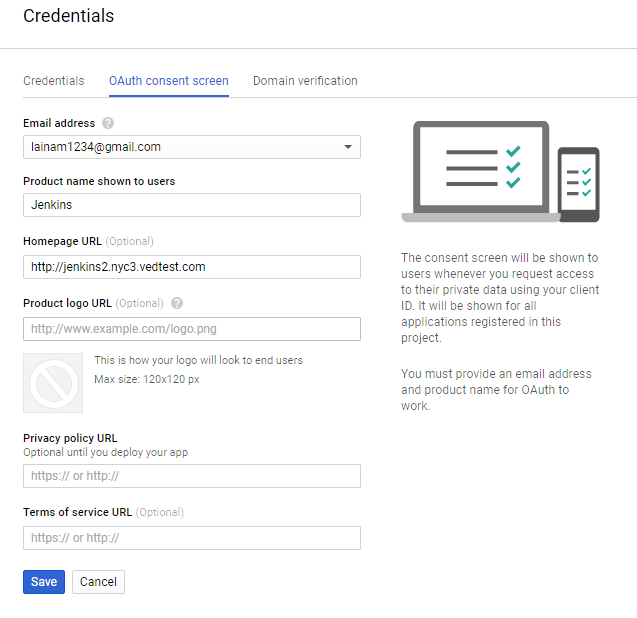 Credentials
Credentials OAuth consent screen Domain verification
Email address ?
lainam1234@gmail.com
Product name shown to users
Jenkins
Homepage URL (Optional)
http://jenkins2.nyc3.vedtest.com
Product logo URL (Optional) ?
http://www.example.com/logo.png
This is how your logo will look to end users
Max size: 120x120 px
Privacy policy URL
Optional until you deploy your app
https:// or http://
Terms of service URL (Optional)
https:// or http://
Save Cancel
The consent screen will be shown to
users whenever you request access
to their private data using your client
ID. It will be shown for all
applications registered in this
project.
You must provide an email address
and product name for OAuth to
work.